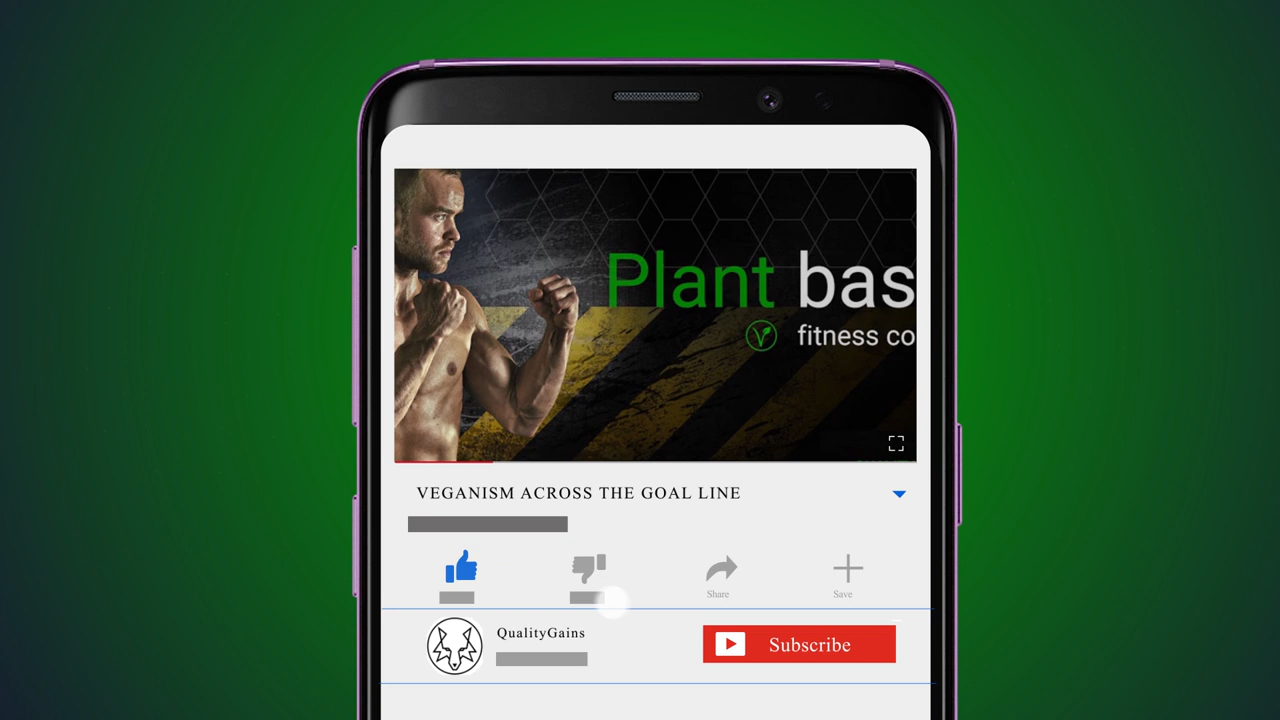 Plant bas
fitness co
VEGANISM ACROSS THE GOAL LINE
Share
Save
QualityGains
Subscribe